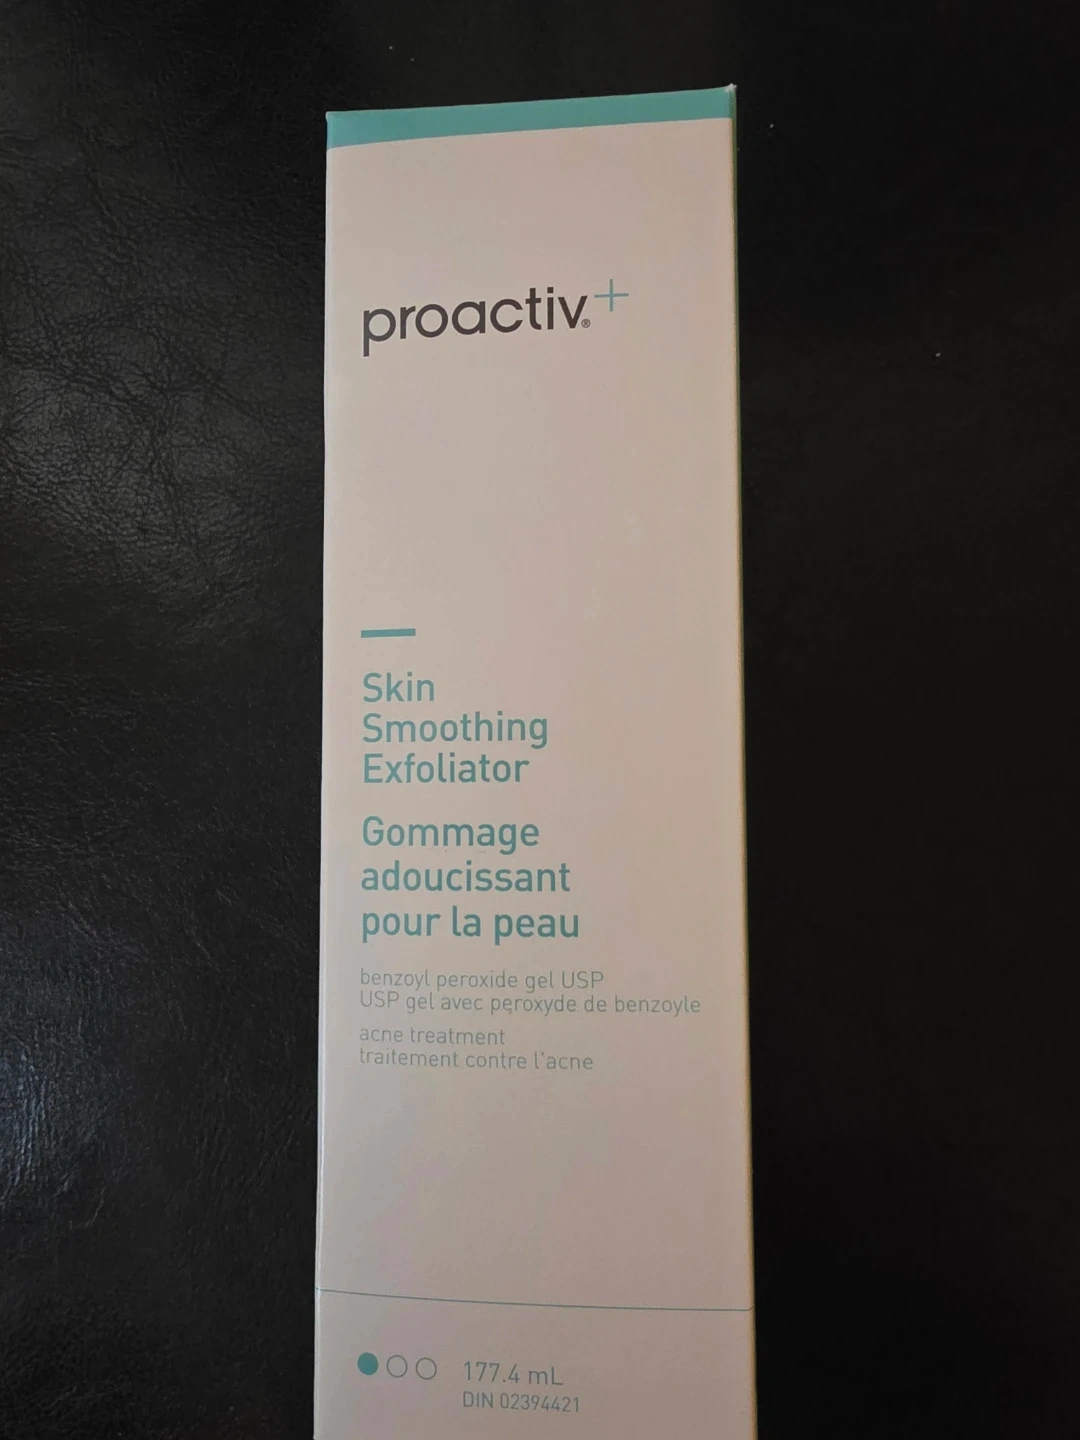 proactiv®+
Skin
Smoothing
Exfoliator
Gommage
adoucissant
pour la peau
benzoyl peroxide gel USP
USP gel avec peroxyde de benzoyle
acne treatment
traitement contre l'acne
177.4 mL
DIN 02394421